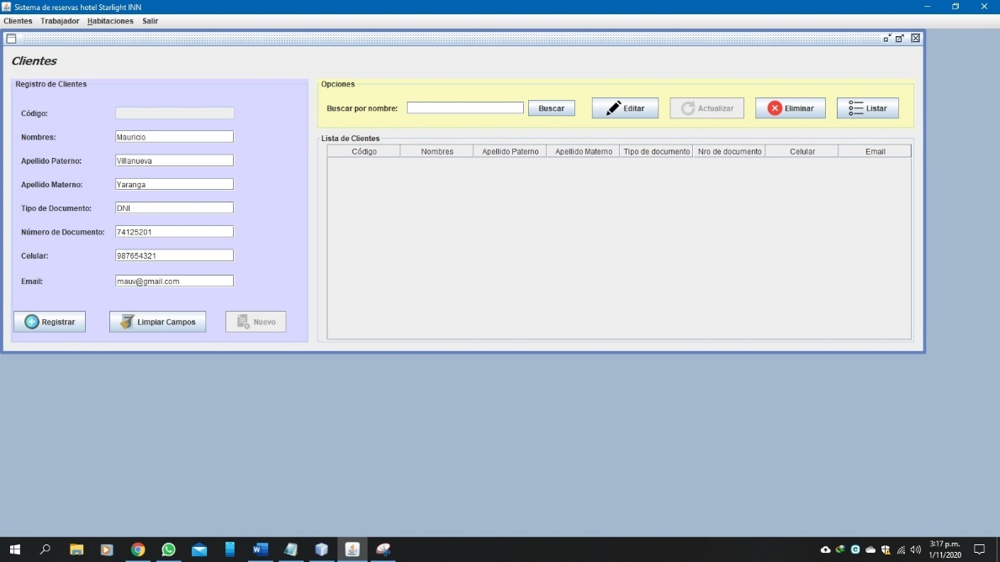 Sistema de reservas hotel Starlight INN
Clientes Trabajador Habitaciones Salir
Clientes
Registro de Clientes
Código:
Nombres: Mauricio
Apellido Paterno: Villanueva
Apellido Materno: Yaranga
Tipo de Documento: DNI
Número de Documento: 74125201
Celular: 987654321
Email: mauv@gmail.com
Registrar Limpiar Campos Nuevo
Opciones
Buscar por nombre: Buscar Editar Actualizar Eliminar Listar
Lista de Clientes
Código Nombres Apellido Paterno Apellido Materno Tipo de documento Nro de documento Celular Email
3:17 p.m.
1/11/2020